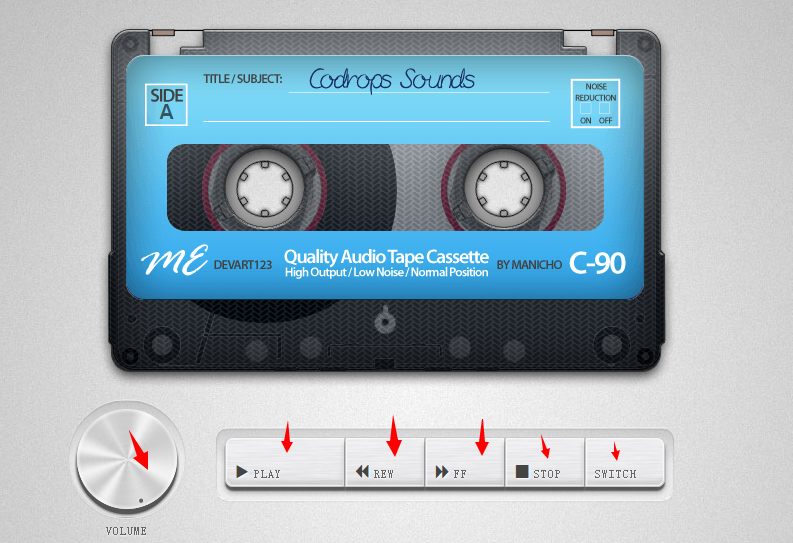 TITLE / SUBJECT: Codrops Sounds
SIDE
A
NOISE
REDUCTION
ON OFF
ME DEVART123
Quality Audio Tape Cassette
High Output / Low Noise / Normal Position
BY MANICHO C-90
PLAY REW FF STOP SWITCH
VOLUME